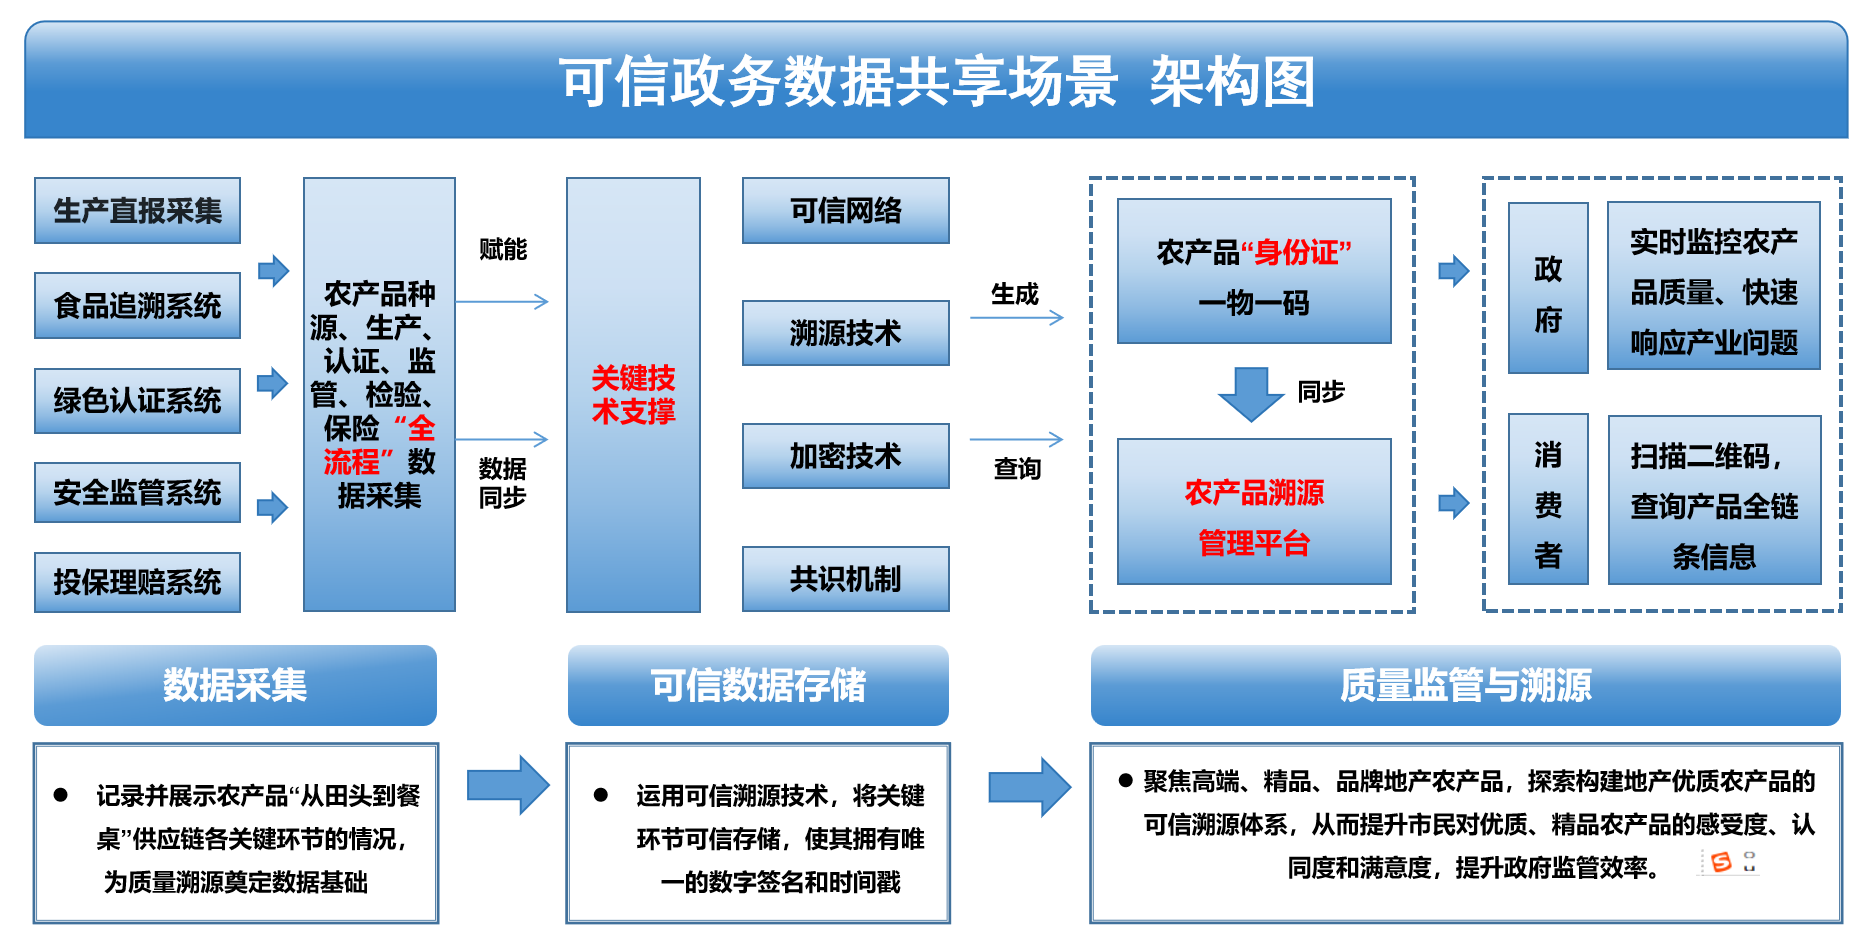 可信政务数据共享场景 架构图
生产直报采集
食品追溯系统
绿色认证系统
安全监管系统
投保理赔系统
农产品种
源、生产、
认证、监
管、检验、
保险“全
流程”数
据采集
赋能
数据
同步
关键技
术支撑
可信网络
溯源技术
加密技术
共识机制
生成
查询
农产品“身份证”
一物一码
同步
农产品溯源
管理平台
政
府
实时监控农产
品质量、快速
响应产业问题
消
费
者
扫描二维码，
查询产品全链
条信息
数据采集
可信数据存储
质量监管与溯源
● 记录并展示农产品“从田头到餐
桌”供应链各关键环节的情况，
为质量溯源奠定数据基础
● 运用可信溯源技术，将关键
环节可信存储，使其拥有唯
一的数字签名和时间戳
● 聚焦高端、精品、品牌地产农产品，探索构建地产优质农产品的
可信溯源体系，从而提升市民对优质、精品农产品的感受度、认
同度和满意度，提升政府监管效率。